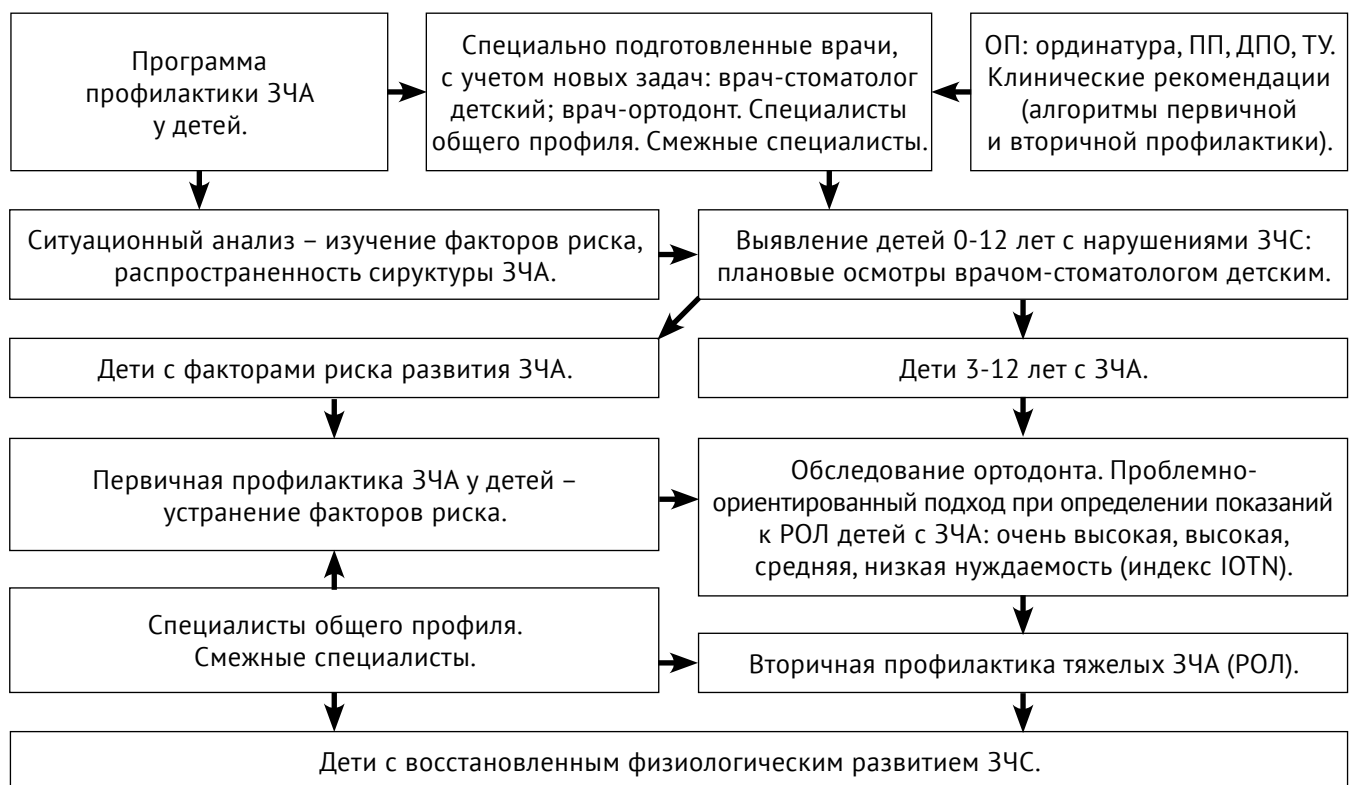 Программа
профилактики ЗЧА
у детей.
Специально подготовленные врачи,
с учетом новых задач: врач-стоматолог
детский; врач-ортодонт. Специалисты
общего профиля. Смежные специалисты.
ОП: ординатура, ПП, ДПО, ТУ.
Клинические рекомендации
(алгоритмы первичной
и вторичной профилактики).
Ситуационный анализ – изучение факторов риска,
распространенность сируктуры ЗЧА.
Выявление детей 0-12 лет с нарушениями ЗЧС:
плановые осмотры врачом-стоматологом детским.
Дети с факторами риска развития ЗЧА.
Дети 3-12 лет с ЗЧА.
Первичная профилактика ЗЧА у детей –
устранение факторов риска.
Обследование ортодонта. Проблемно-
ориентированный подход при определении показаний
к РОЛ детей с ЗЧА: очень высокая, высокая,
средняя, низкая нуждаемость (индекс IOTN).
Специалисты общего профиля.
Смежные специалисты.
Вторичная профилактика тяжелых ЗЧА (РОЛ).
Дети с восстановленным физиологическим развитием ЗЧС.